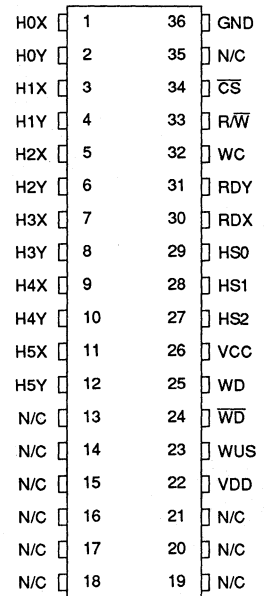 H0X 1 36 GND
H0Y 2 35 N/C
H1X 3 34 C̅S̅
H1Y 4 33 R/W̅
H2X 5 32 WC
H2Y 6 31 RDY
H3X 7 30 RDX
H3Y 8 29 HS0
H4X 9 28 HS1
H4Y 10 27 HS2
H5X 11 26 VCC
H5Y 12 25 WD
N/C 13 24 W̅D̅
N/C 14 23 WUS
N/C 15 22 VDD
N/C 16 21 N/C
N/C 17 20 N/C
N/C 18 19 N/C